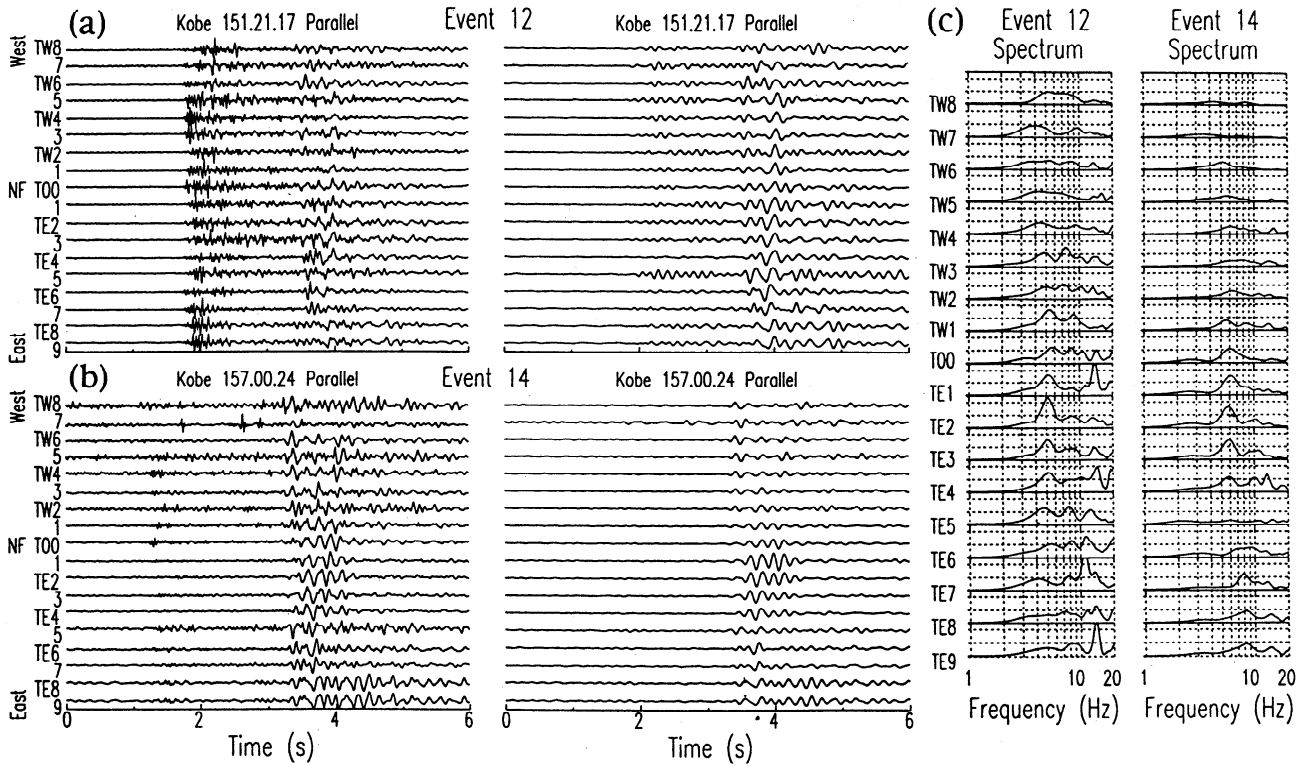 (a) Kobe 151.21.17 Parallel Event 12 Kobe 151.21.17 Parallel
West
TW8
7
TW6
5
TW4
3
TW2
1
NF T00
1
TE2
3
TE4
5
TE6
7
TE8
9
East
(b) Kobe 157.00.24 Parallel Event 14 Kobe 157.00.24 Parallel
West
TW8
7
TW6
5
TW4
3
TW2
1
NF T00
1
TE2
3
TE4
5
TE6
7
TE8
9
East
0 2 4 6 0 2 4 6
Time (s) Time (s)
(c) Event 12 Spectrum
Event 14 Spectrum
TW8
TW7
TW6
TW5
TW4
TW3
TW2
TW1
T00
TE1
TE2
TE3
TE4
TE5
TE6
TE7
TE8
TE9
1 10 20 1 10 20
Frequency (Hz) Frequency (Hz)